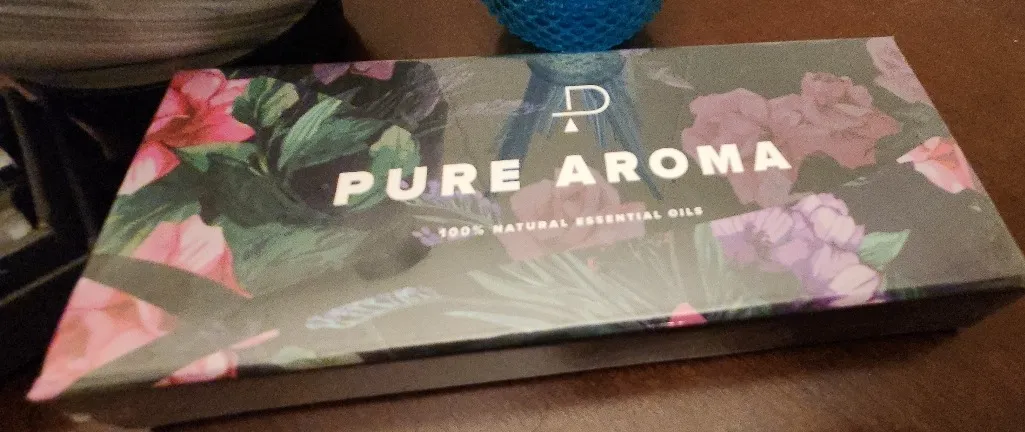 PURE AROMA
100% NATURAL ESSENTIAL OILS